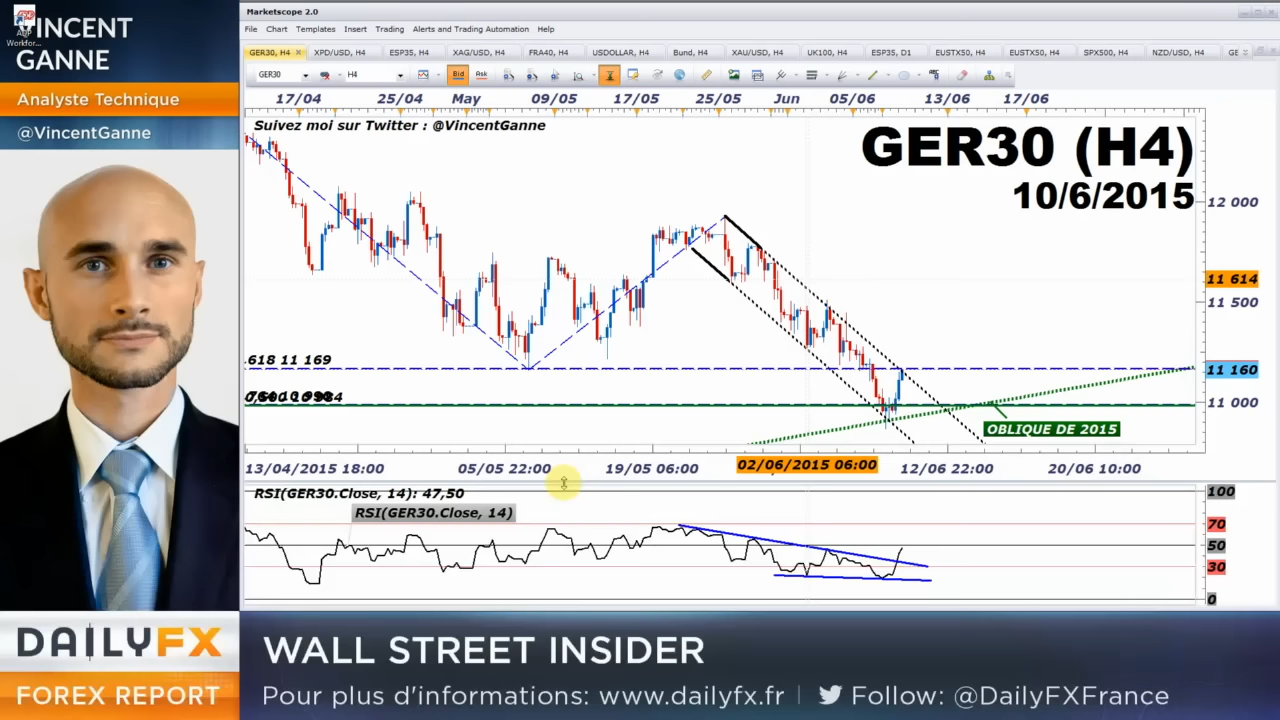 VINCENT
GANNE
Analyste Technique
@VincentGanne
Marketscope 2.0
File Chart Templates Insert Trading Alerts and Trading Automation Help
GER30, H4 XPD/USD, H4 ESP35, H4 XAG/USD, H4 FRA40, H4 USDOLLAR, H4 Bund, H4 XAU/USD, H4 UK100, H4 ESP35, D1 EUSTX50, H4 EUSTX50, H4 SPX500, H4 NZD/USD, H4 GE
GER30 H4 Bid Ask
17/04 25/04 May 09/05 17/05 25/05 Jun 05/06 13/06 17/06
Suivez moi sur Twitter : @VincentGanne
GER30 (H4)
10/6/2015
12 000
11 614
11 500
.618 11 169
11 160
11 000
OBLIQUE DE 2015
13/04/2015 18:00 5/05 22:00 19/05 06:00 02/06/2015 06:00 12/06 22:00 20/06 10:00
RSI(GER30.Close, 14): 47,50
RSI(GER30.Close, 14)
100
70
50
30
0
DAILYFX
FOREX REPORT
WALL STREET INSIDER
Pour plus d'informations: www.dailyfx.fr | Follow: @DailyFXFrance